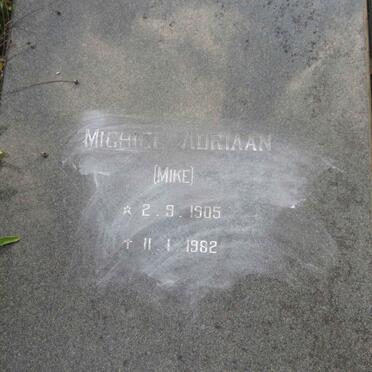 MICHIEL ADRIAAN
(MIKE)
☆ 2.9.1905
† 11.1.1982